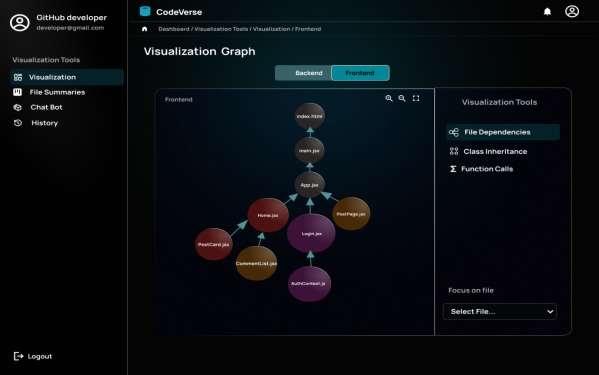 GitHub developer
developer@gmail.com
Visualization Tools
Visualization
File Summaries
Chat Bot
History
Logout
CodeVerse
Dashboard / Visualization Tools / Visualization / Frontend
Visualization Graph
Backend
Frontend
Frontend
index.html
main.jsx
App.jsx
Home.jsx
PostPage.jsx
Login.jsx
PostCard.jsx
CommentList.jsx
AuthContext.js
Visualization Tools
File Dependencies
Class Inheritance
Function Calls
Focus on file
Select File...